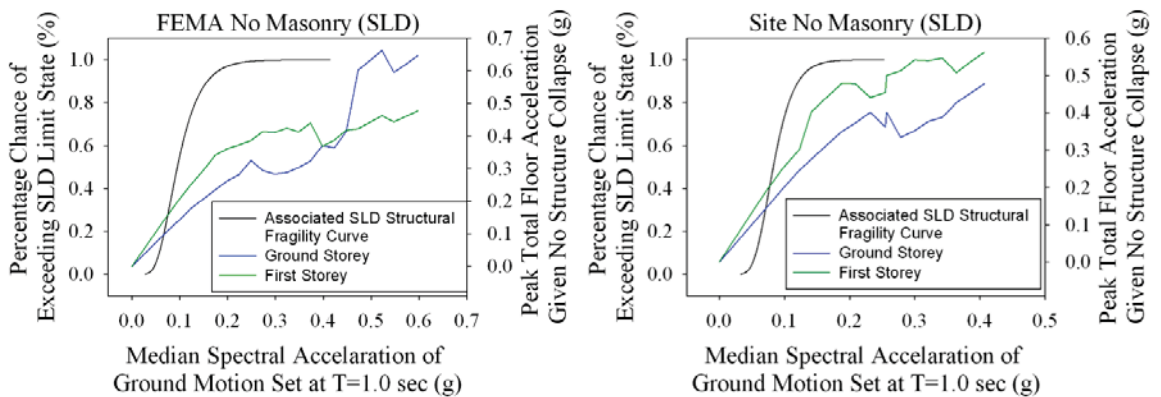 FEMA No Masonry (SLD)
Percentage Chance of
Exceeding SLD Limit State (%)
1.0
0.8
0.6
0.4
0.2
0.0
0.7
0.6
0.5
0.4
0.3
0.2
0.1
0.0
Peak Total Floor Acceleration
Given No Structure Collapse (g)
Associated SLD Structural
Fragility Curve
Ground Storey
First Storey
0.0 0.1 0.2 0.3 0.4 0.5 0.6 0.7
Median Spectral Accelaration of
Ground Motion Set at T=1.0 sec (g)
Site No Masonry (SLD)
Percentage Chance of
Exceeding SLD Limit State (%)
1.0
0.8
0.6
0.4
0.2
0.0
0.6
0.5
0.4
0.3
0.2
0.1
0.0
Peak Total Floor Acceleration
Given No Structure Collapse (g)
Associated SLD Structural
Fragility Curve
Ground Storey
First Storey
0.0 0.1 0.2 0.3 0.4 0.5
Median Spectral Accelaration of
Ground Motion Set at T=1.0 sec (g)